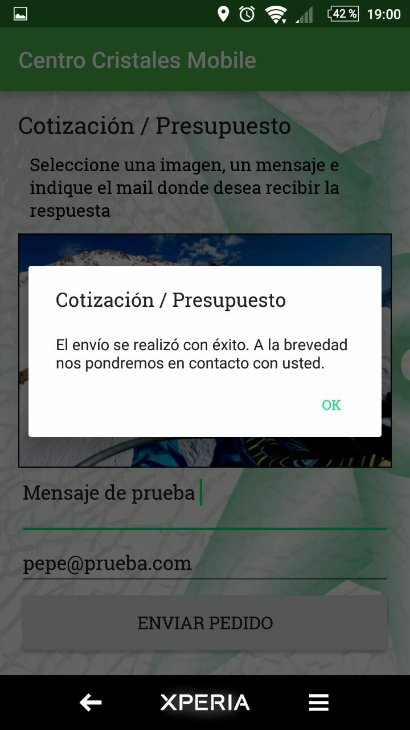 42 %
19:00
Centro Cristales Mobile
Cotización / Presupuesto
Seleccione una imagen, un mensaje e
indique el mail donde desea recibir la
respuesta
Cotización / Presupuesto
El envío se realizó con éxito. A la brevedad
nos pondremos en contacto con usted.
OK
Mensaje de prueba
pepe@prueba.com
ENVIAR PEDIDO
XPERIA